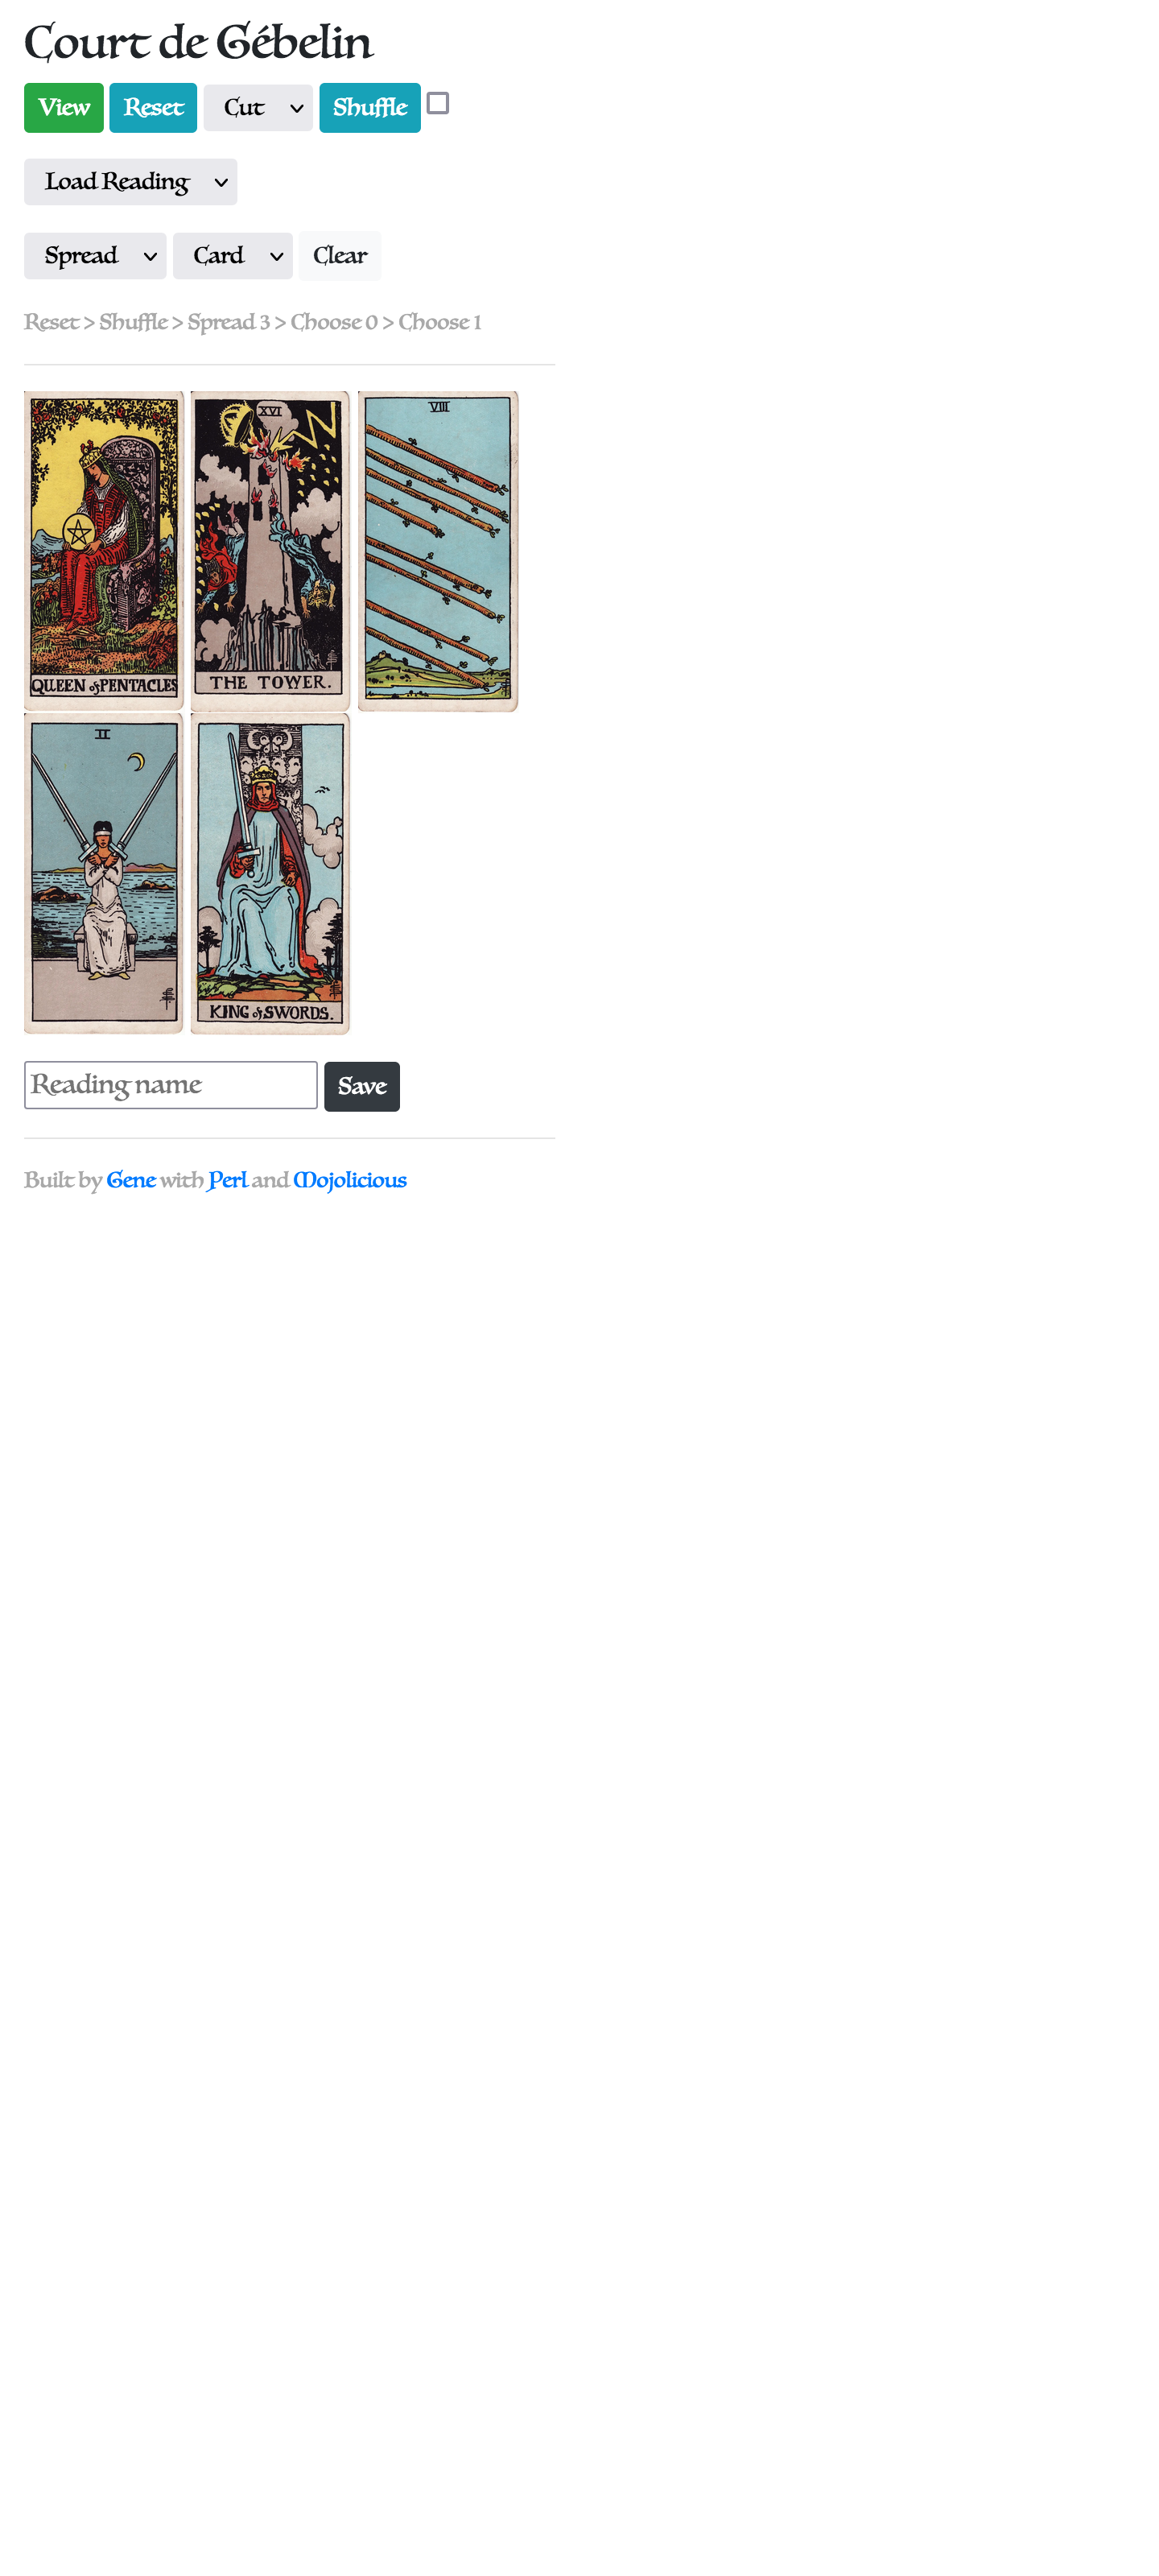 Court de Gébelin
View Reset Cut Shuffle
Load Reading
Spread Card Clear
Reset > Shuffle > Spread 3 > Choose 0 > Choose 1
XVI VIII
QUEEN of PENTACLES THE TOWER.
II
KING of SWORDS.
Reading name Save
Built by Gene with Perl and Mojolicious